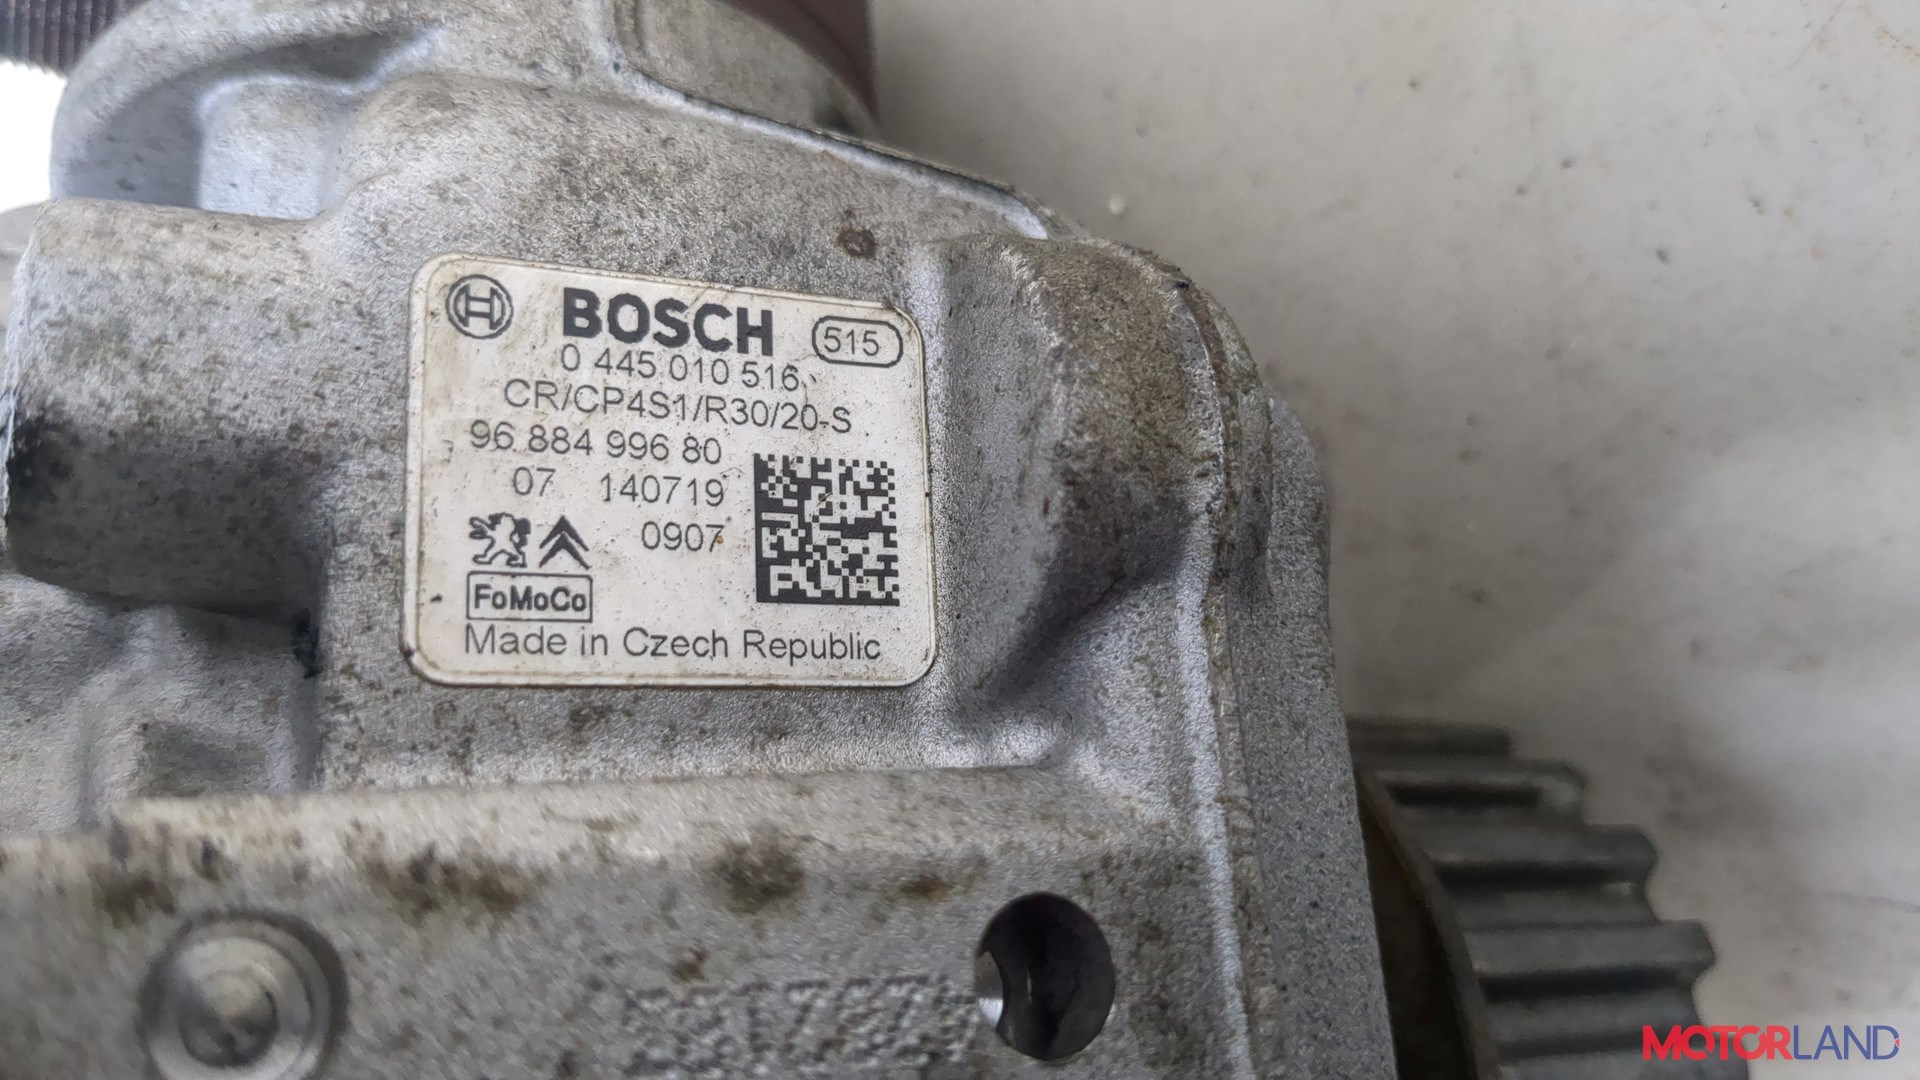 BOSCH 515
0 445 010 516
CR/CP4S1/R30/20-S
96 884 996 80
07 140719
0907
FoMoCo
Made in Czech Republic
MOTORLAND